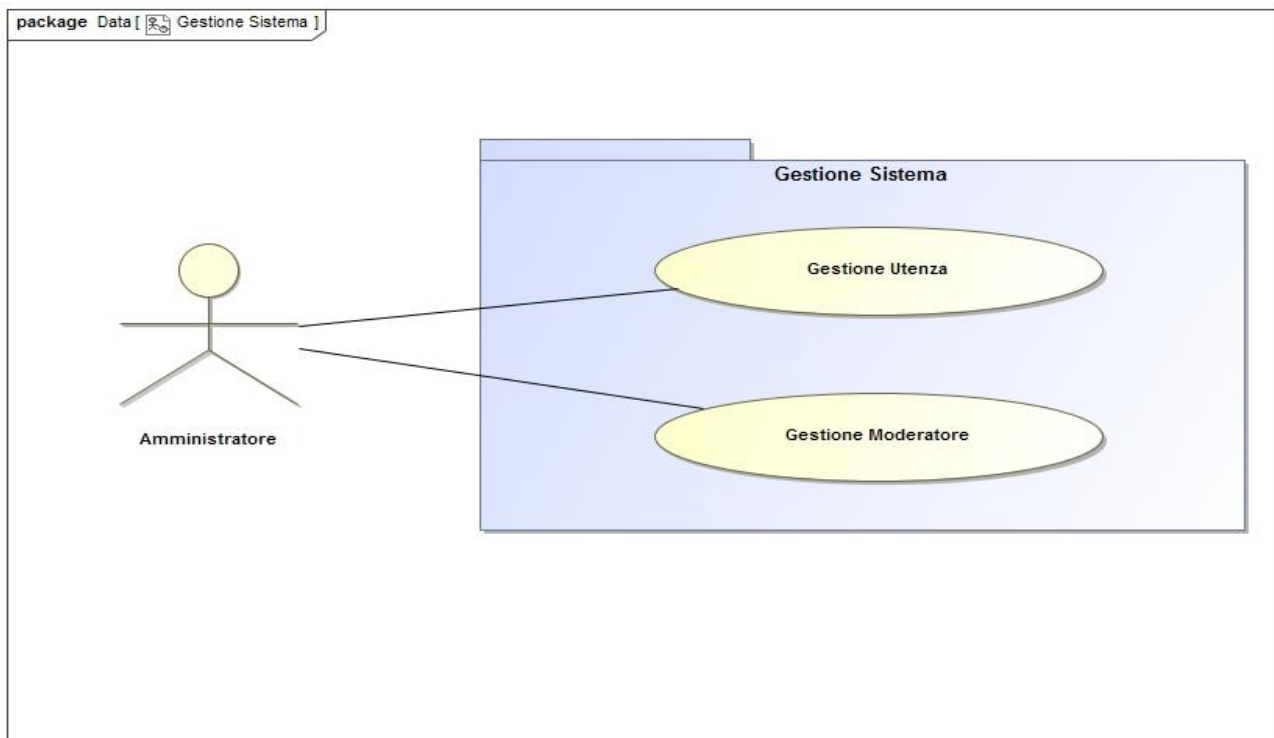 package Data [ Gestione Sistema ]
Gestione Sistema
Gestione Utenza
Gestione Moderatore
Amministratore